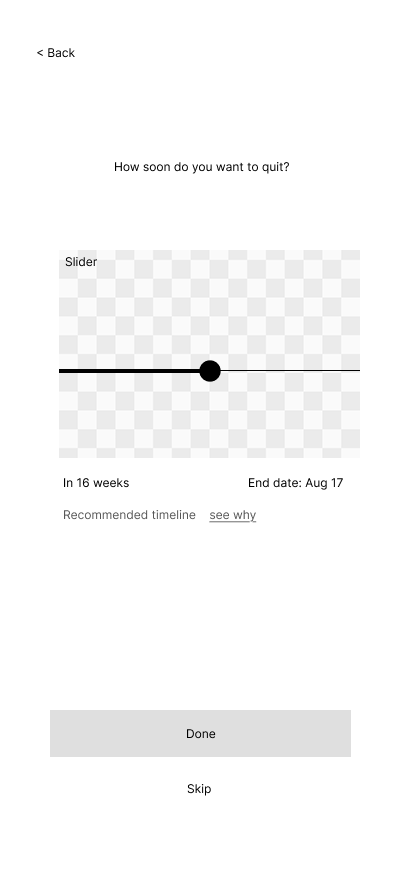 < Back
How soon do you want to quit?
Slider
In 16 weeks End date: Aug 17
Recommended timeline see why
Done
Skip